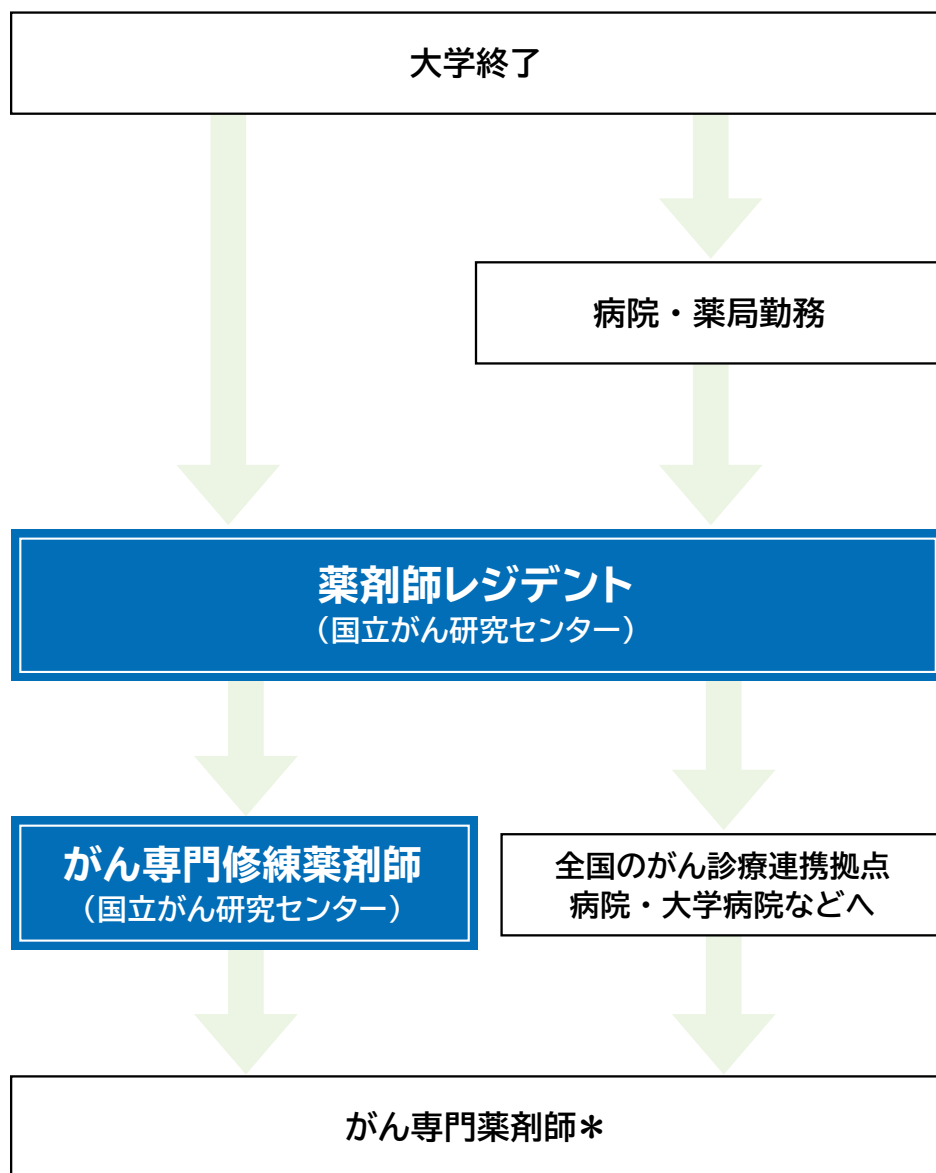 大学終了
病院・薬局勤務
薬剤師レジデント
（国立がん研究センター）
がん専門修練薬剤師
（国立がん研究センター）
全国のがん診療連携拠点
病院・大学病院などへ
がん専門薬剤師＊